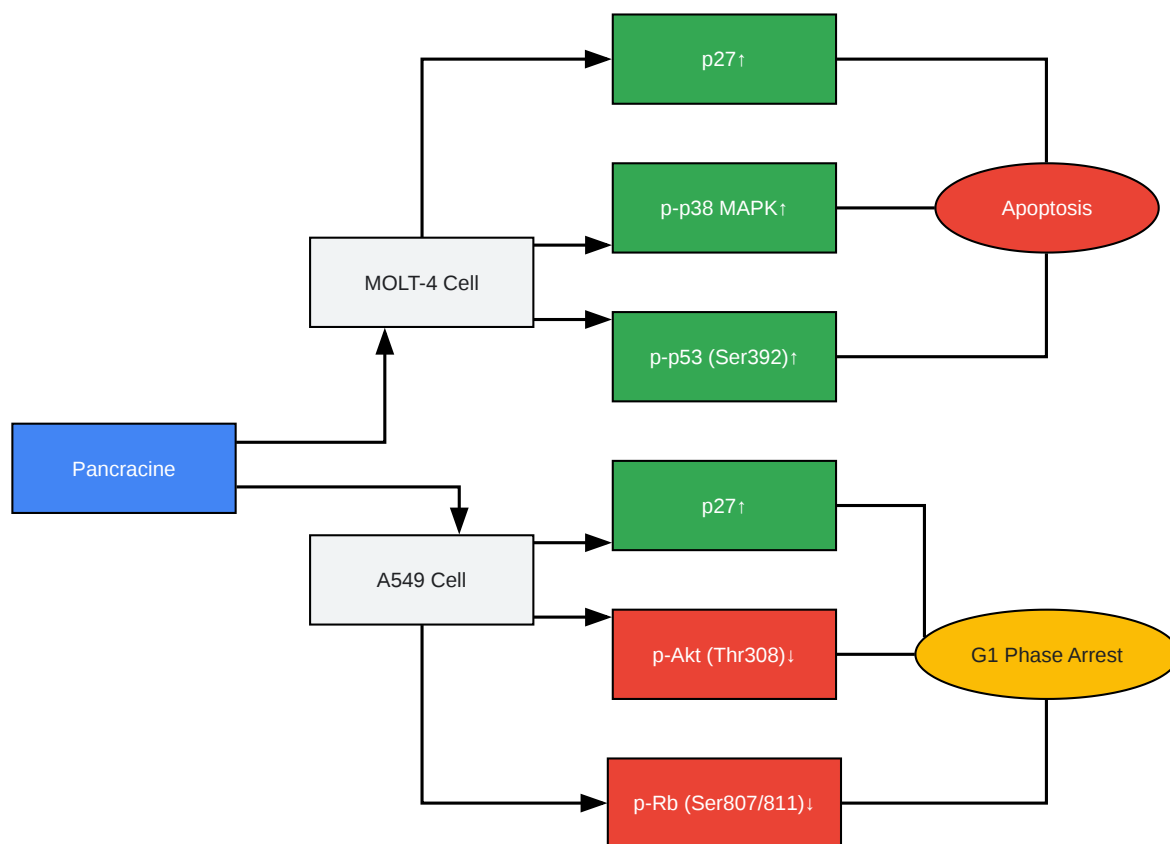 p27↑
p-p38 MAPK↑
Apoptosis
MOLT-4 Cell
p-p53 (Ser392)↑
Pancracine
p27↑
A549 Cell
p-Akt (Thr308)↓
G1 Phase Arrest
p-Rb (Ser807/811)↓